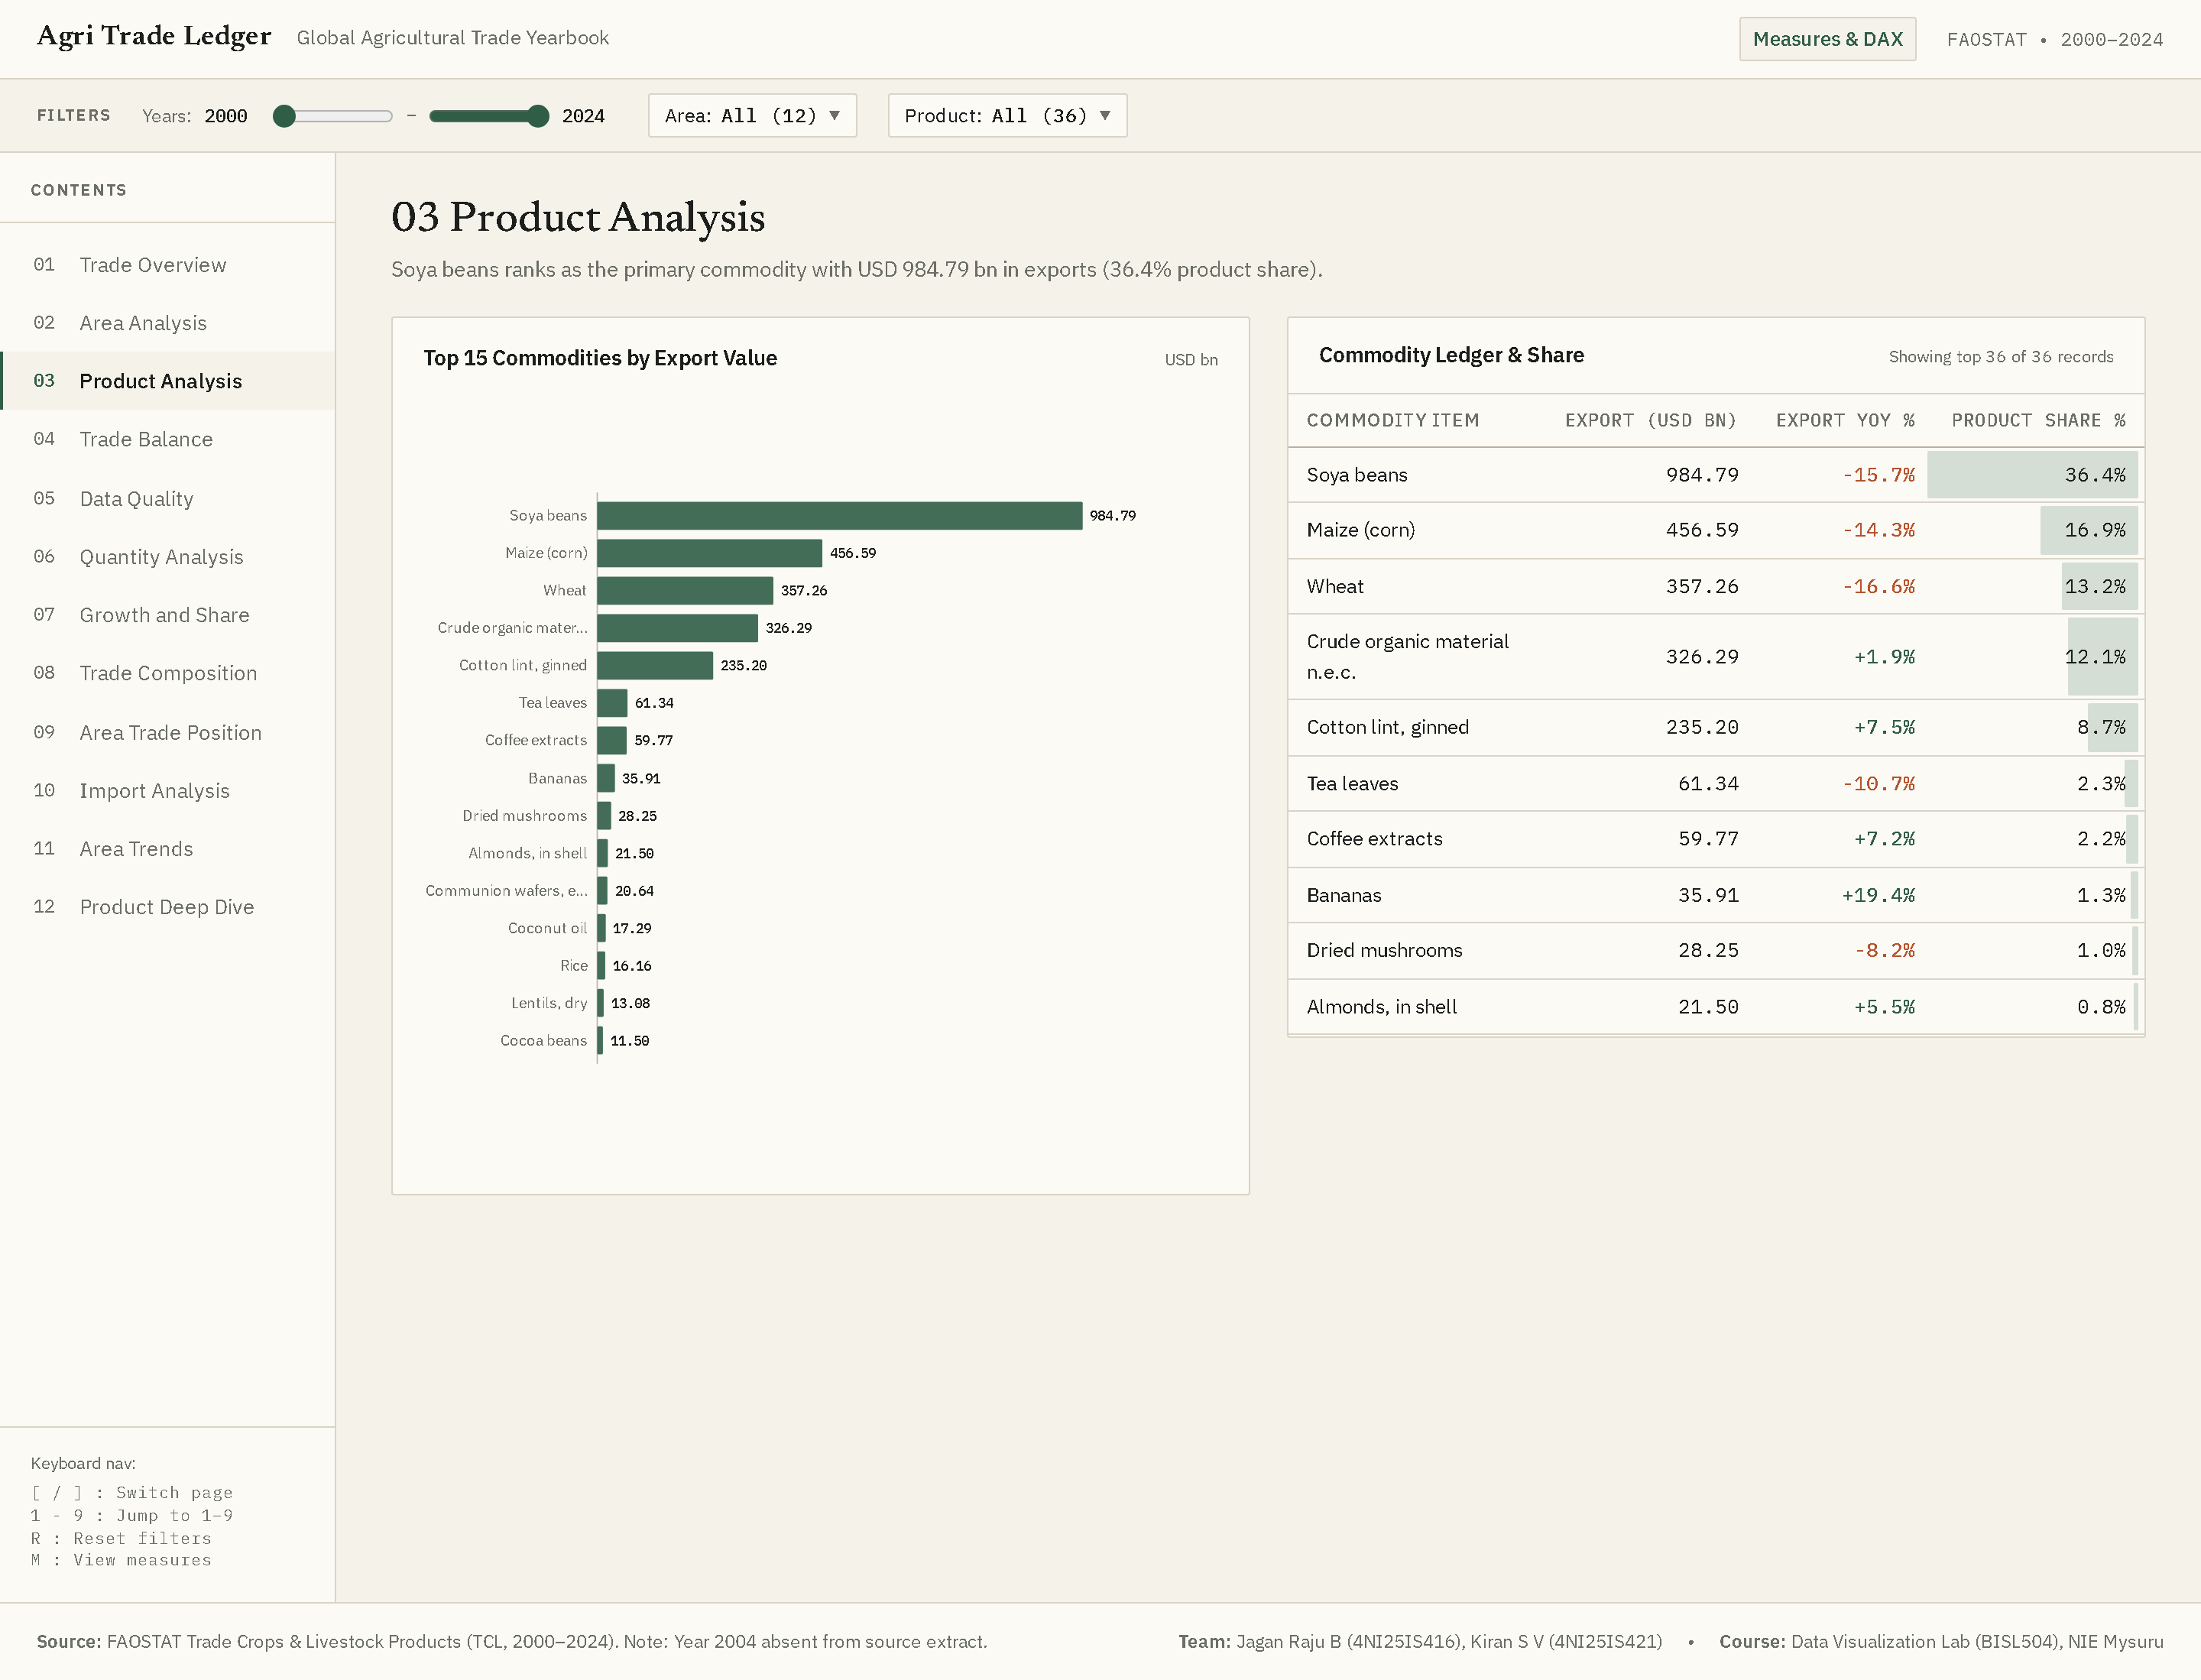 Agri Trade Ledger Global Agricultural Trade Yearbook Measures & DAX FAOSTAT • 2000–2024
FILTERS Years: 2000 – 2024 Area: All (12) ▼ Product: All (36) ▼
CONTENTS
01 Trade Overview
02 Area Analysis
03 Product Analysis
04 Trade Balance
05 Data Quality
06 Quantity Analysis
07 Growth and Share
08 Trade Composition
09 Area Trade Position
10 Import Analysis
11 Area Trends
12 Product Deep Dive
Keyboard nav:
[ / ] : Switch page
1 - 9 : Jump to 1–9
R : Reset filters
M : View measures
03 Product Analysis
Soya beans ranks as the primary commodity with USD 984.79 bn in exports (36.4% product share).
Top 15 Commodities by Export Value USD bn
Soya beans 984.79
Maize (corn) 456.59
Wheat 357.26
Crude organic mater... 326.29
Cotton lint, ginned 235.20
Tea leaves 61.34
Coffee extracts 59.77
Bananas 35.91
Dried mushrooms 28.25
Almonds, in shell 21.50
Communion wafers, e... 20.64
Coconut oil 17.29
Rice 16.16
Lentils, dry 13.08
Cocoa beans 11.50
Commodity Ledger & Share Showing top 36 of 36 records
COMMODITY ITEM EXPORT (USD BN) EXPORT YOY % PRODUCT SHARE %
Soya beans 984.79 -15.7% 36.4%
Maize (corn) 456.59 -14.3% 16.9%
Wheat 357.26 -16.6% 13.2%
Crude organic material
n.e.c. 326.29 +1.9% 12.1%
Cotton lint, ginned 235.20 +7.5% 8.7%
Tea leaves 61.34 -10.7% 2.3%
Coffee extracts 59.77 +7.2% 2.2%
Bananas 35.91 +19.4% 1.3%
Dried mushrooms 28.25 -8.2% 1.0%
Almonds, in shell 21.50 +5.5% 0.8%
Source: FAOSTAT Trade Crops & Livestock Products (TCL, 2000–2024). Note: Year 2004 absent from source extract. Team: Jagan Raju B (4NI25IS416), Kiran S V (4NI25IS421) • Course: Data Visualization Lab (BISL504), NIE Mysuru